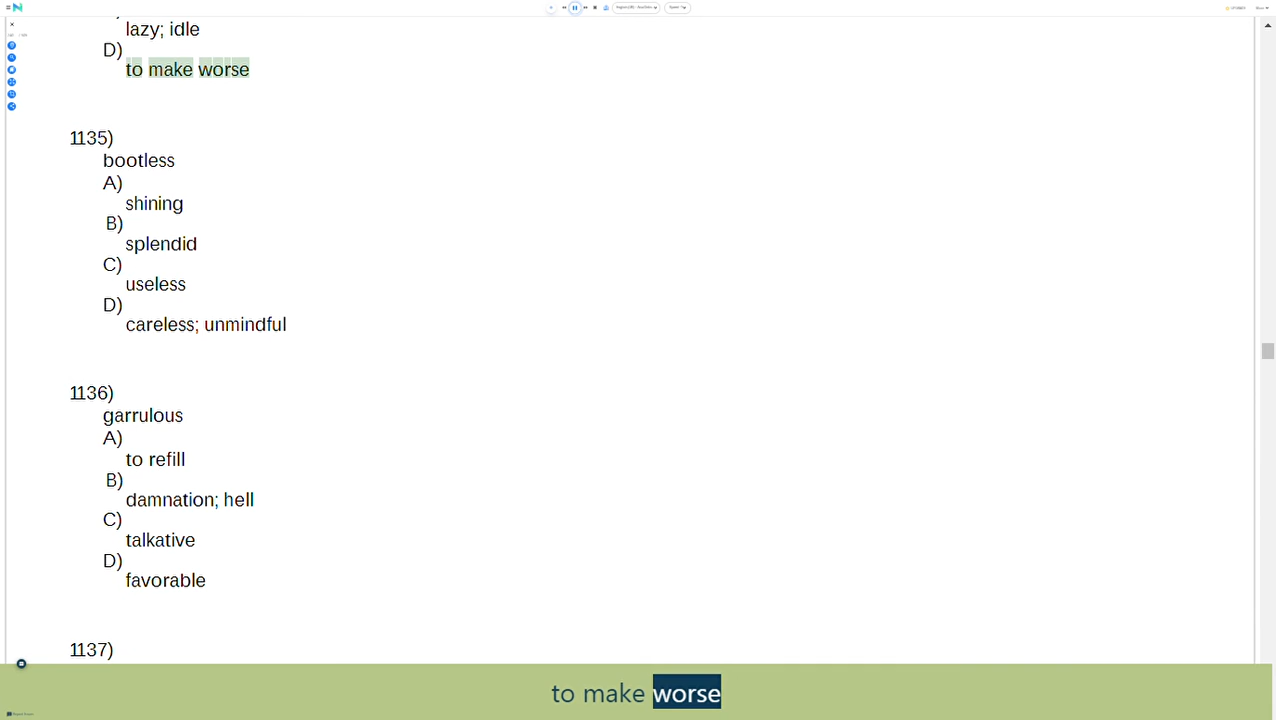 lazy; idle
D)
to make worse
1135)
bootless
A)
shining
B)
splendid
C)
useless
D)
careless; unmindful
1136)
garrulous
A)
to refill
B)
damnation; hell
C)
talkative
D)
favorable
1137)
to make worse